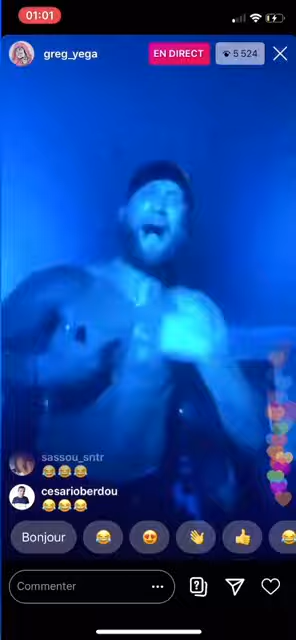 01:01
greg_yega
EN DIRECT
5 524
sassou_sntr
😂😂😂
cesarioberdou
😂😂😂
Bonjour 😂 😍 👋 👍 😂
Commenter